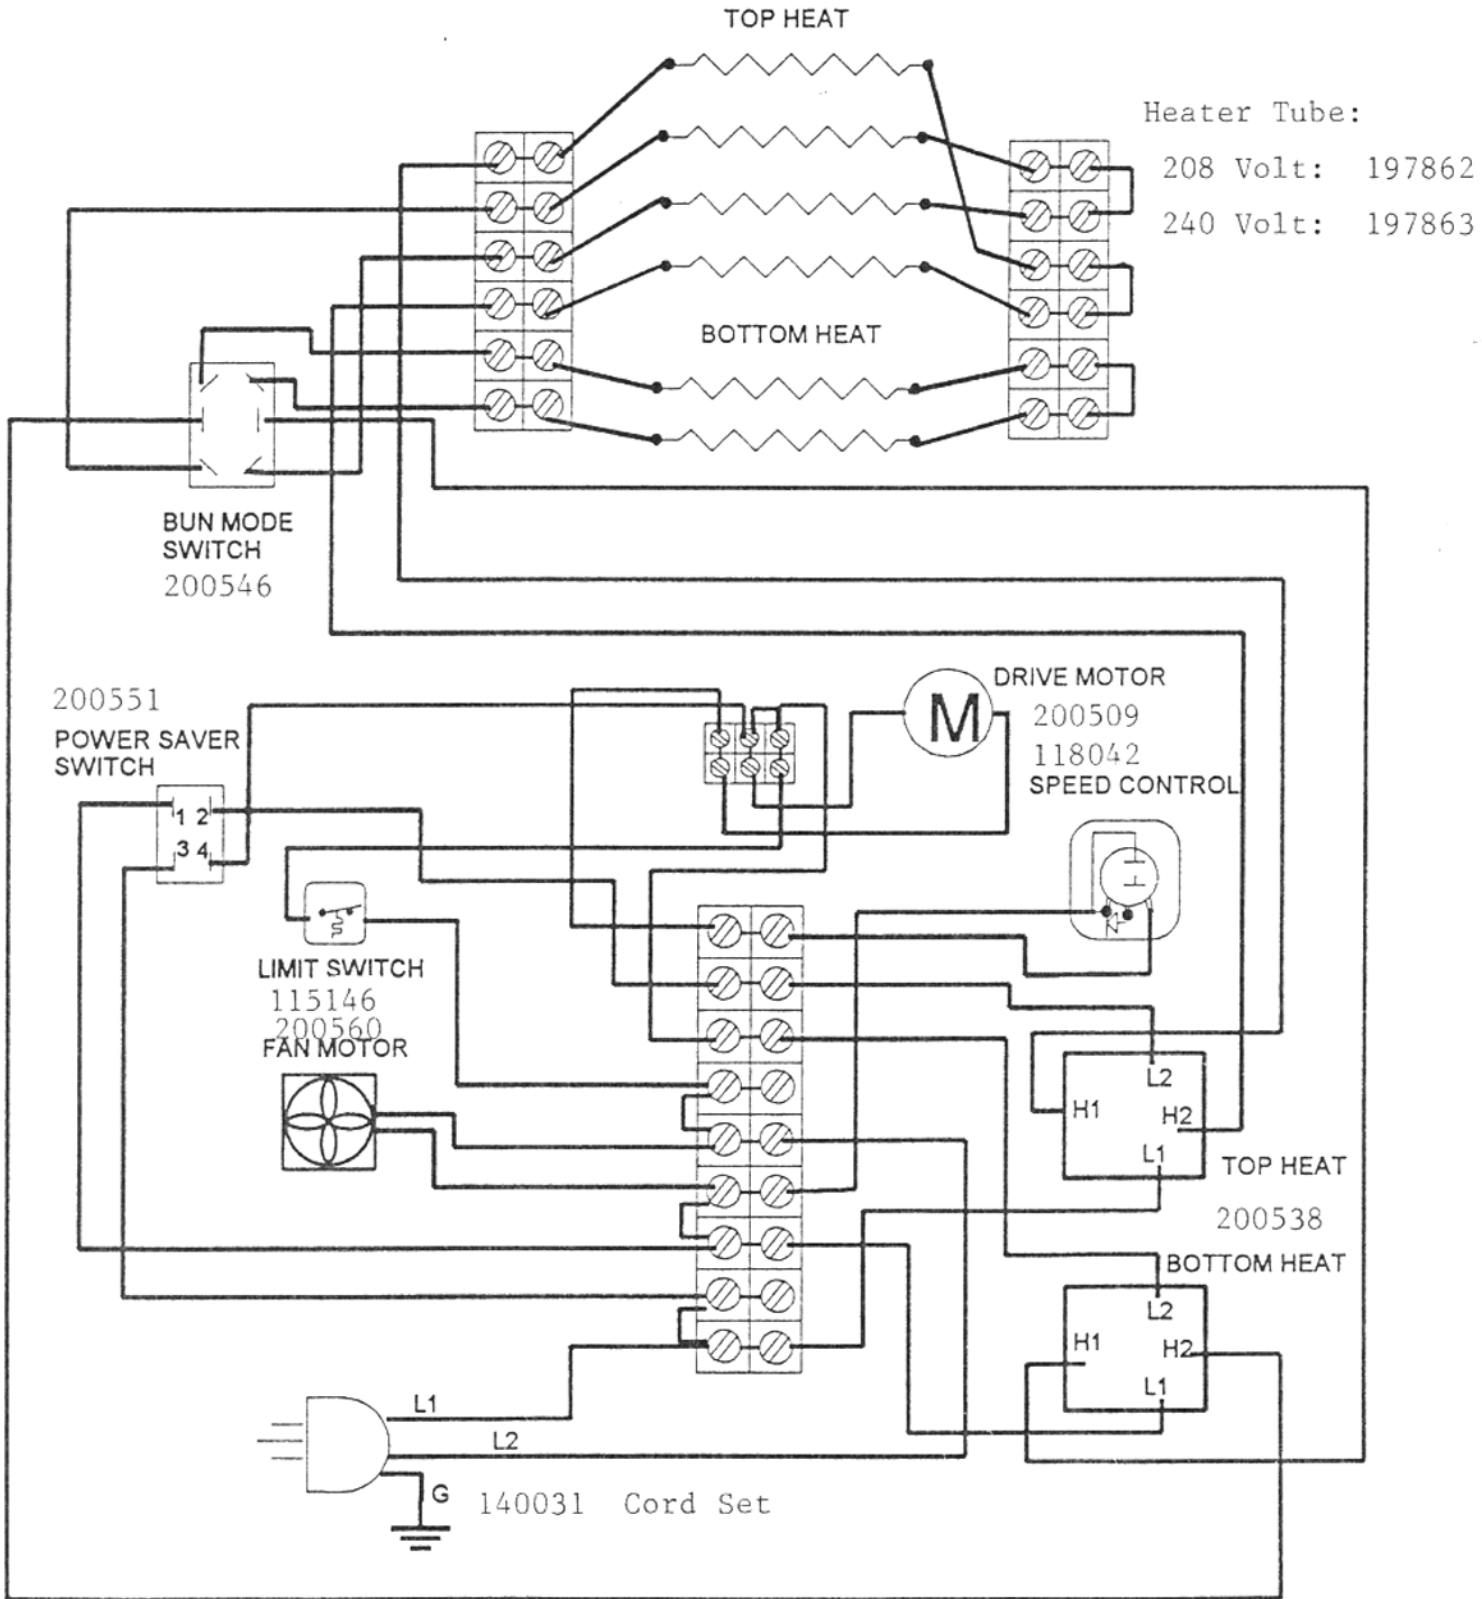 TOP HEAT
Heater Tube:
208 Volt: 197862
240 Volt: 197863
BOTTOM HEAT
BUN MODE
SWITCH
200546
200551
POWER SAVER
SWITCH
1 2
3 4
M
DRIVE MOTOR
200509
118042
SPEED CONTROL
LIMIT SWITCH
115146
200560
FAN MOTOR
L2
H1
H2
L1
TOP HEAT
200538
BOTTOM HEAT
L2
H1
H2
L1
L1
L2
G
140031 Cord Set